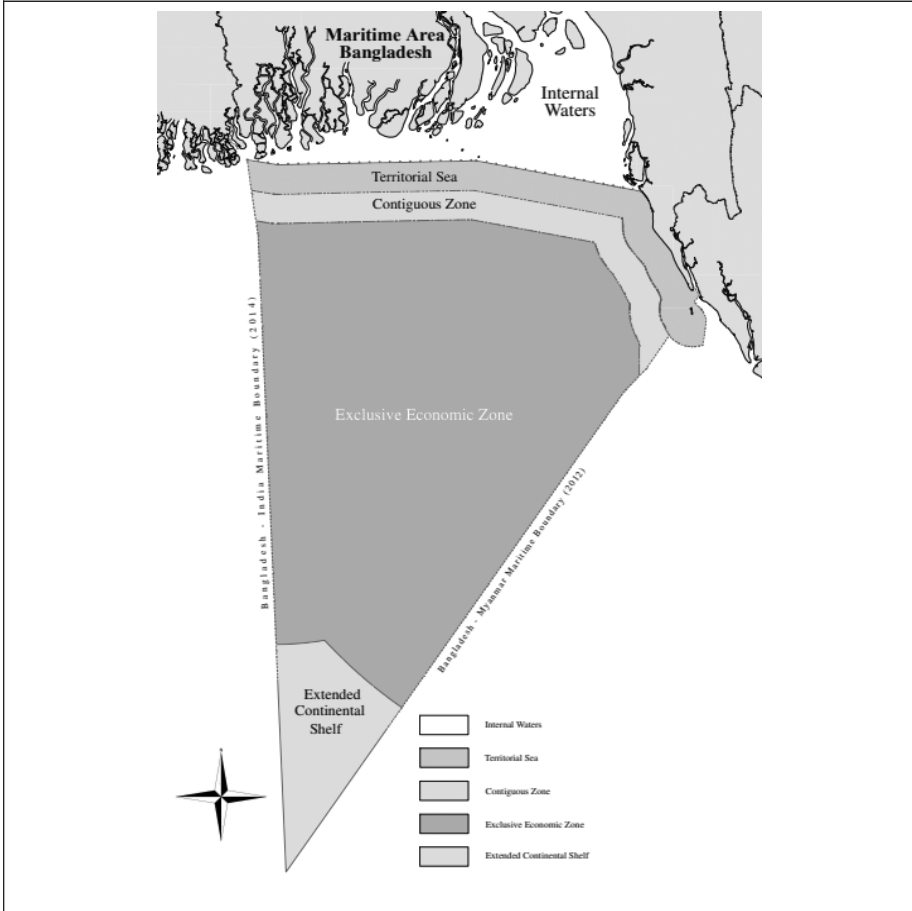 Maritime Area
Bangladesh
Internal
Waters
Territorial Sea
Contiguous Zone
1
Bangladesh - India Maritime Boundary (2014)
Exclusive Economic Zone
Bangladesh - Myanmar Maritime Boundary (2012)
Extended
Continental
Shelf
Internal Waters
Territorial Sea
Contiguous Zone
Exclusive Economic Zone
Extended Continental Shelf